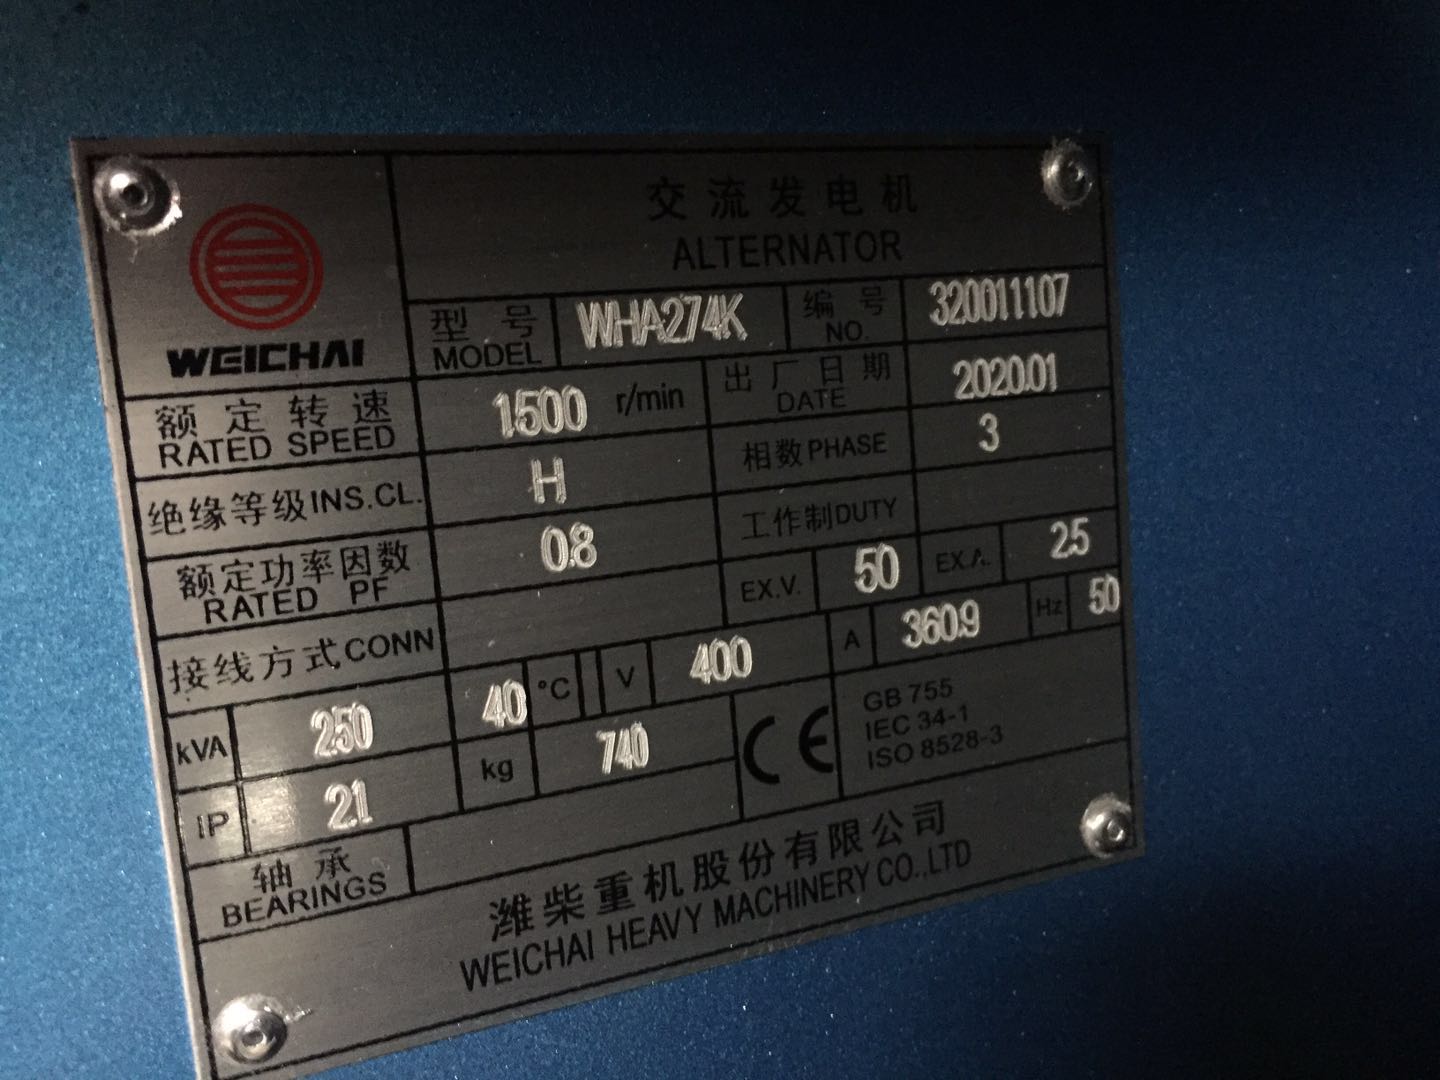 WEICHAI
交流发电机
ALTERNATOR
型号
MODEL
WHA274K
编号
NO.
320011107
额定转速
RATED SPEED
1500 r/min
出厂日期
DATE
2020.01
绝缘等级INS.CL.
H
相数PHASE
3
额定功率因数
RATED PF
0.8
工作制DUTY
接线方式CONN
EX.V.
50
EX.A.
2.5
kVA
250
40
°C
V
400
A
360.9
Hz
50
IP
21
kg
740
CE
GB 755
IEC 34-1
ISO 8528-3
轴承
BEARINGS
潍柴重机股份有限公司
WEICHAI HEAVY MACHINERY CO.,LTD